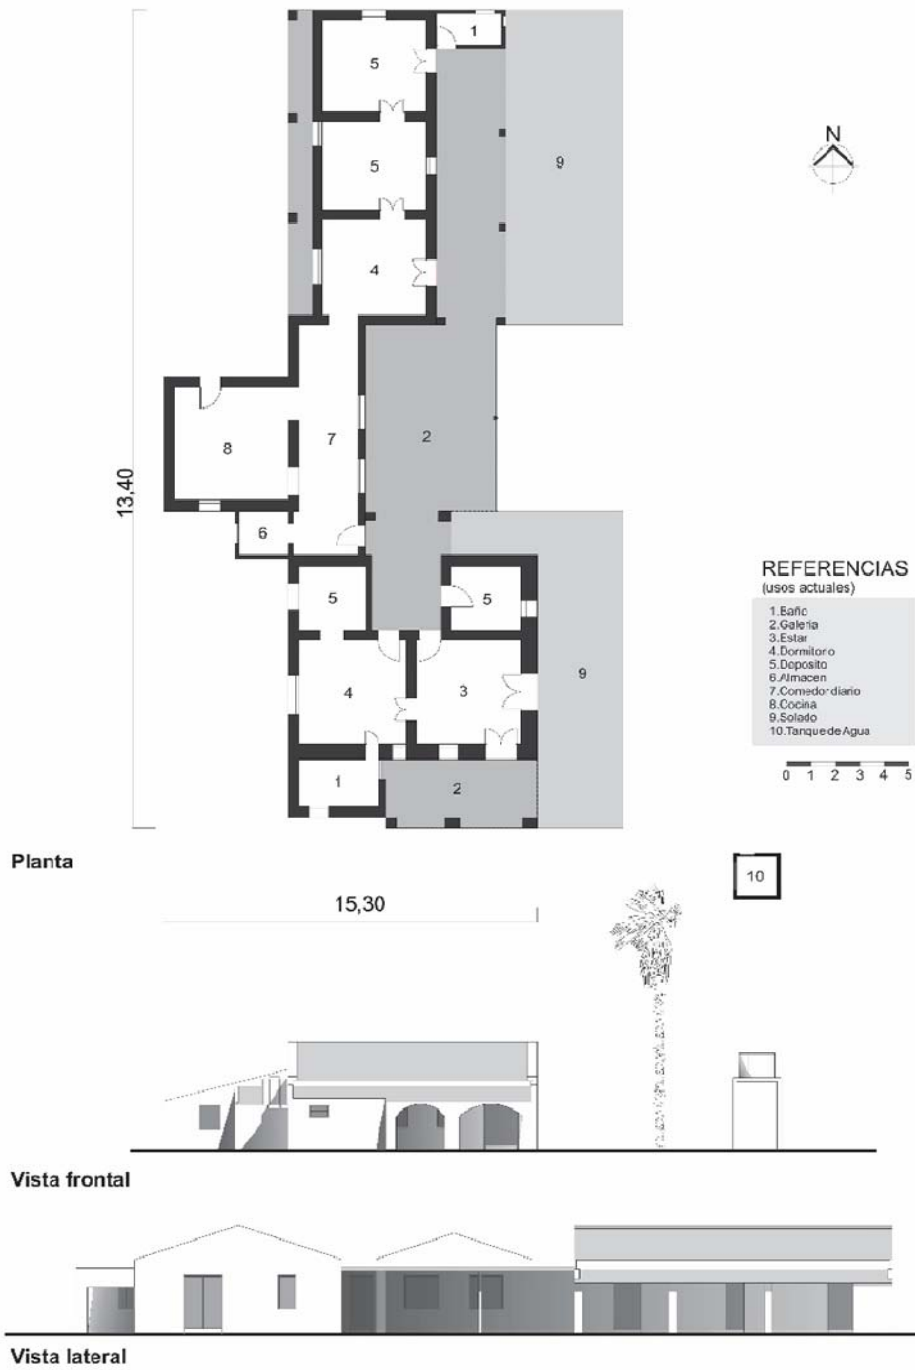 1
5
N
5
9
4
2
7
8
13,40
6
REFERENCIAS
(usos actuales)
5
5
1.Baño
2.Galería
3.Estar
4.Dormitorio
5.Deposito
6.Almacen
7.Comedor diario
8.Cocina
9.Solado
10.Tanque de Agua
9
4
3
0 1 2 3 4 5
1
2
Planta
10
15,30
Vista frontal
Vista lateral